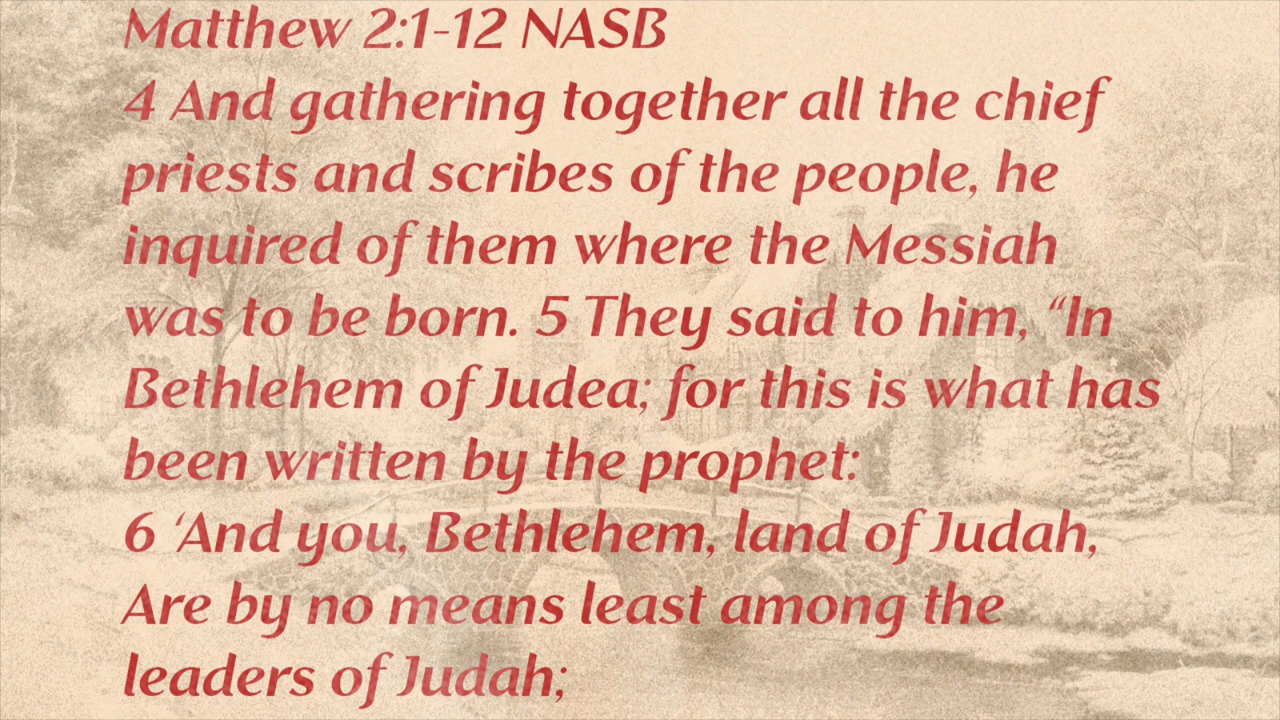 Matthew 2:1-12 NASB
4 And gathering together all the chief
priests and scribes of the people, he
inquired of them where the Messiah
was to be born. 5 They said to him, “In
Bethlehem of Judea; for this is what has
been written by the prophet:
6 ‘And you, Bethlehem, land of Judah,
Are by no means least among the
leaders of Judah;